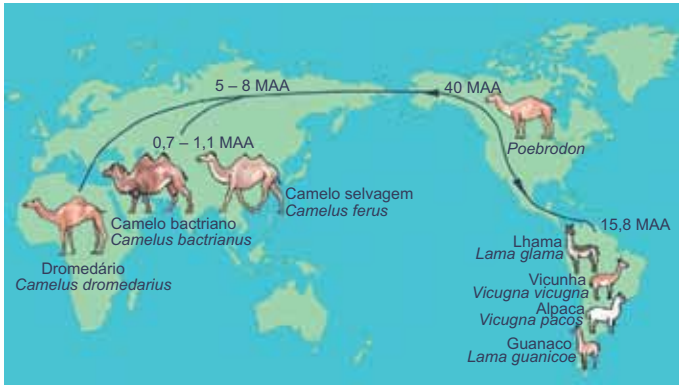 5 – 8 MAA
40 MAA
0,7 – 1,1 MAA
Poebrodon
Camelo selvagem
Camelus ferus
Camelo bactriano
Camelus bactrianus
Dromedário
Camelus dromedarius
15,8 MAA
Lhama
Lama glama
Vicunha
Vicugna vicugna
Alpaca
Vicugna pacos
Guanaco
Lama guanicoe